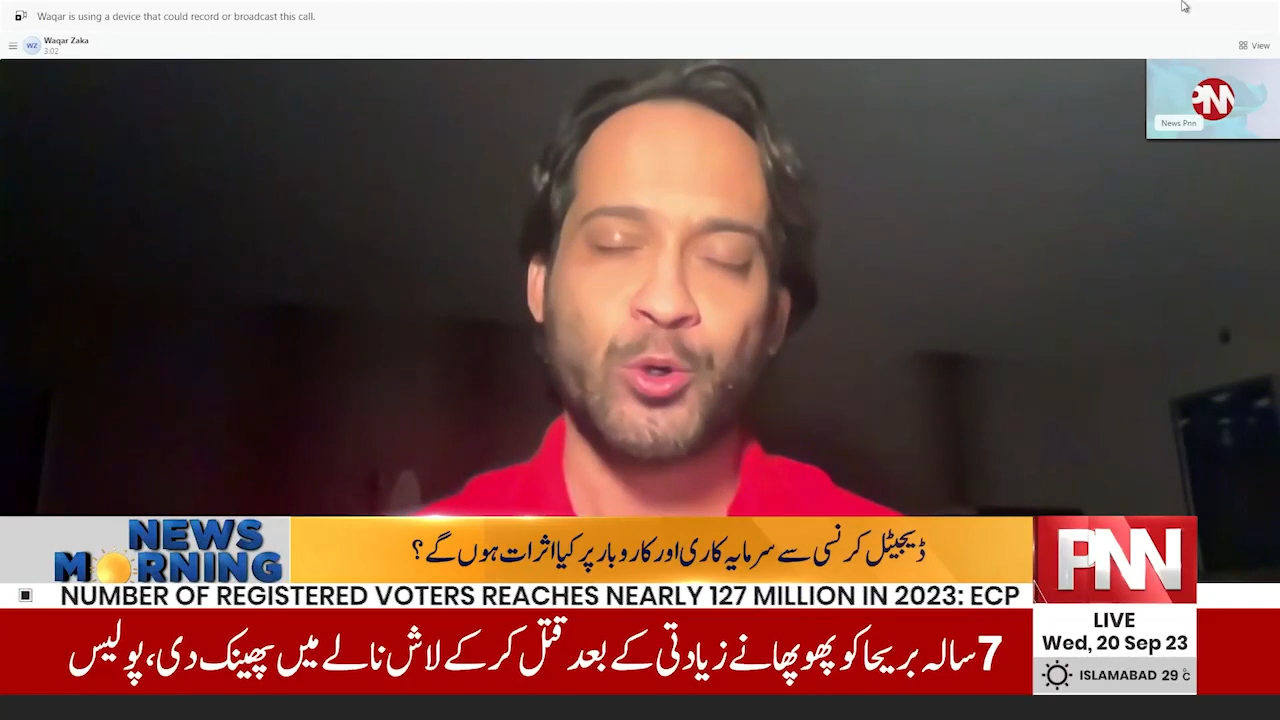 Waqar is using a device that could record or broadcast this call.
WZ
Waqar Zaka
3:02
View
PNN
News Pnn
NEWS MORNING
ڈیجیٹل کرنسی سے سرمایہ کاری اور کاروبار پر کیا اثرات ہوں گے؟
PNN
NUMBER OF REGISTERED VOTERS REACHES NEARLY 127 MILLION IN 2023: ECP
7 سالہ بریحا کو پھوپھا نے زیادتی کے بعد قتل کر کے لاش نالے میں پھینک دی، پولیس
LIVE
Wed, 20 Sep 23
ISLAMABAD 29 °C